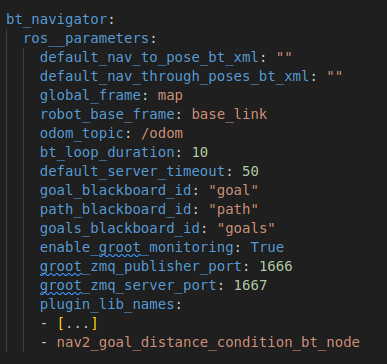 bt_navigator:
ros__parameters:
default_nav_to_pose_bt_xml: ""
default_nav_through_poses_bt_xml: ""
global_frame: map
robot_base_frame: base_link
odom_topic: /odom
bt_loop_duration: 10
default_server_timeout: 50
goal_blackboard_id: "goal"
path_blackboard_id: "path"
goals_blackboard_id: "goals"
enable_groot_monitoring: True
groot_zmq_publisher_port: 1666
groot_zmq_server_port: 1667
plugin_lib_names:
- [...]
- nav2_goal_distance_condition_bt_node